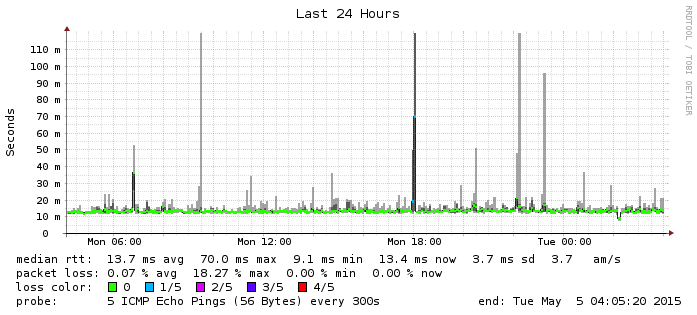 Last 24 Hours
RRDTOOL / TOBI OETIKER
Seconds
110 m
100 m
90 m
80 m
70 m
60 m
50 m
40 m
30 m
20 m
10 m
0
Mon 06:00 Mon 12:00 Mon 18:00 Tue 00:00
median rtt: 13.7 ms avg 70.0 ms max 9.1 ms min 13.4 ms now 3.7 ms sd 3.7 am/s
packet loss: 0.07 % avg 18.27 % max 0.00 % min 0.00 % now
loss color: 0 1/5 2/5 3/5 4/5
probe: 5 ICMP Echo Pings (56 Bytes) every 300s end: Tue May 5 04:05:20 2015